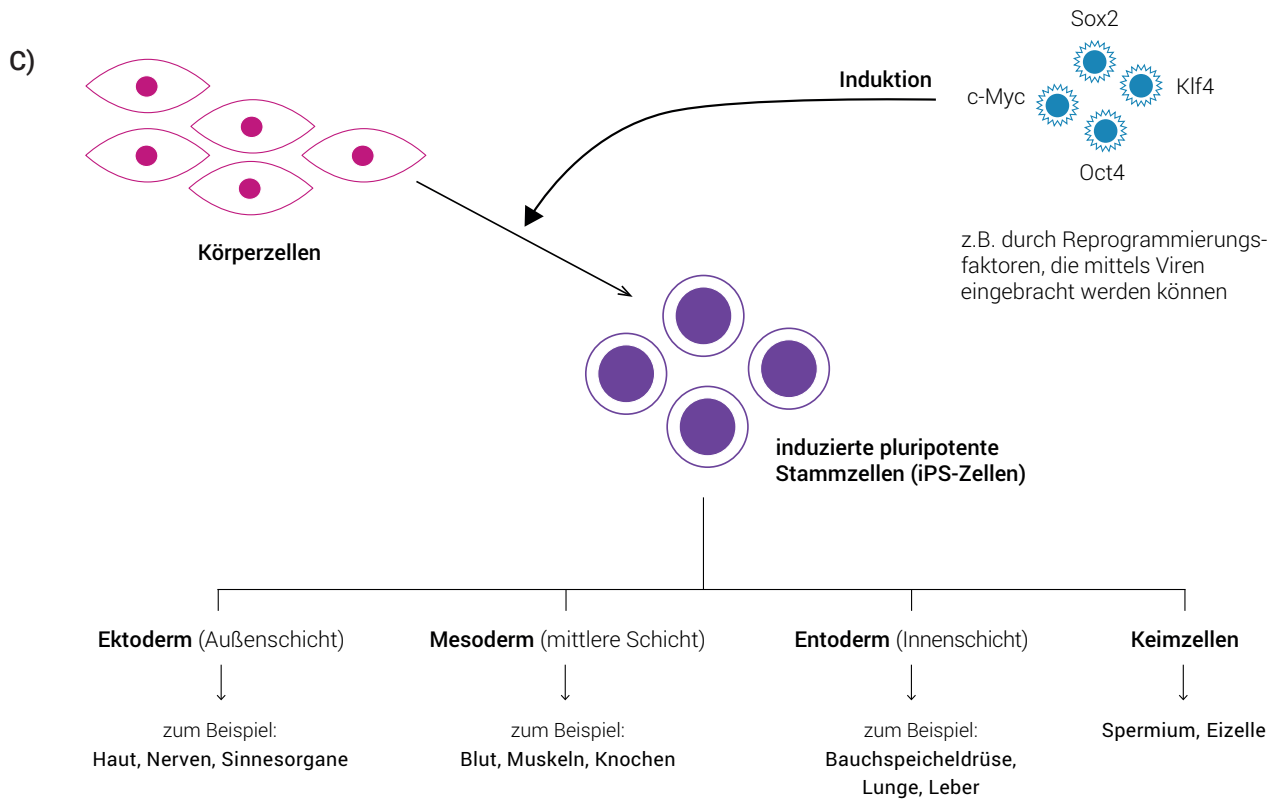 C)
Sox2
Induktion
c-Myc
Klf4
Oct4
Körperzellen
z.B. durch Reprogrammierungs-
faktoren, die mittels Viren
eingebracht werden können
induzierte pluripotente
Stammzellen (iPS-Zellen)
Ektoderm (Außenschicht)
zum Beispiel:
Haut, Nerven, Sinnesorgane
Mesoderm (mittlere Schicht)
zum Beispiel:
Blut, Muskeln, Knochen
Entoderm (Innenschicht)
zum Beispiel:
Bauchspeicheldrüse,
Lunge, Leber
Keimzellen
Spermium, Eizelle